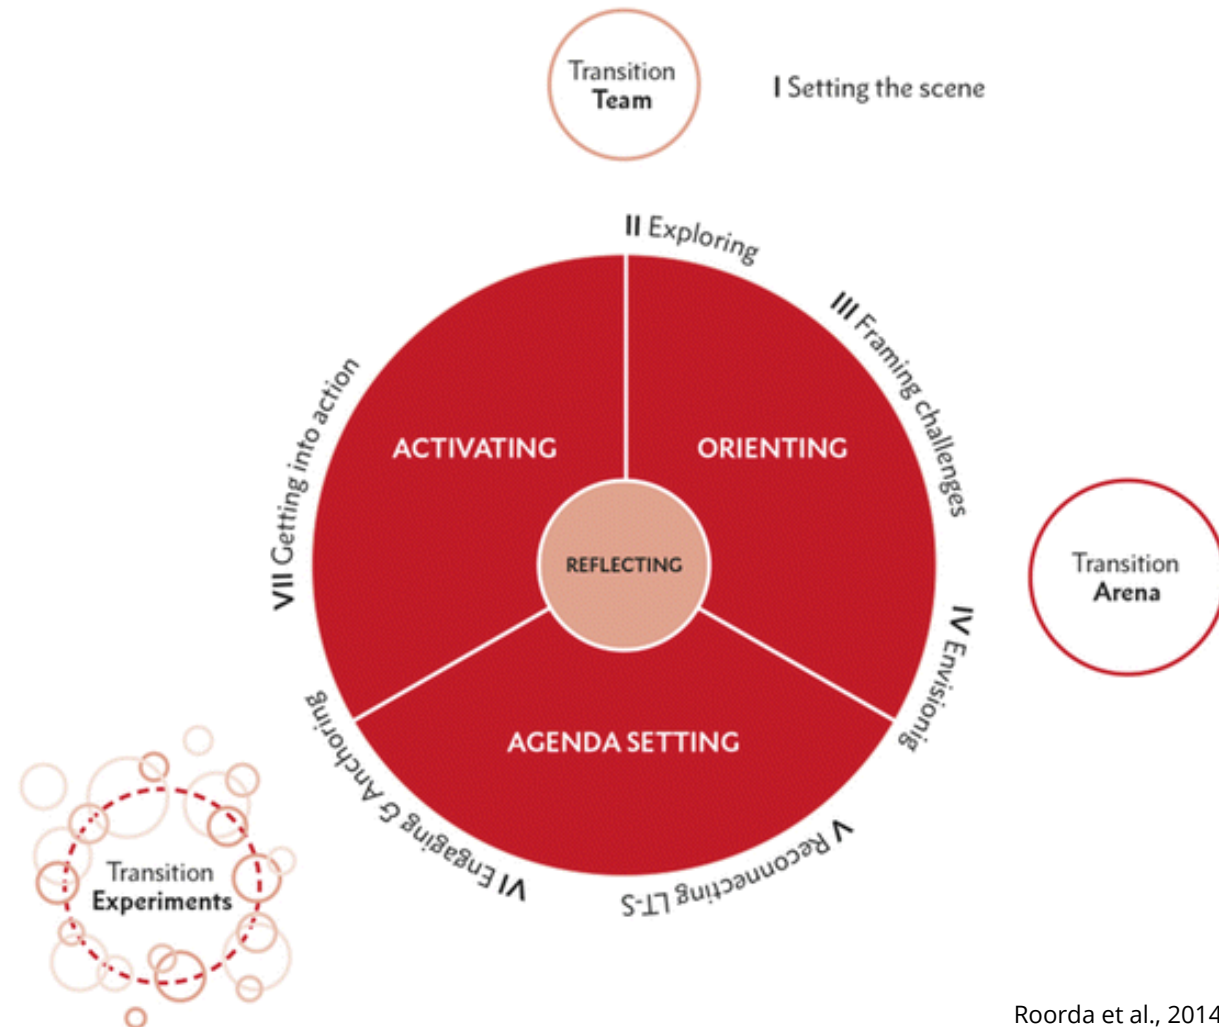 Transition
Team
I Setting the scene
II Exploring
III Framing challenges
ACTIVATING
ORIENTING
VII Getting into action
REFLECTING
Transition
Arena
IV Envisionig
AGENDA SETTING
V Reconnecting LT-S
VI Engaging & Anchoring
Transition
Experiments
Roorda et al., 2014